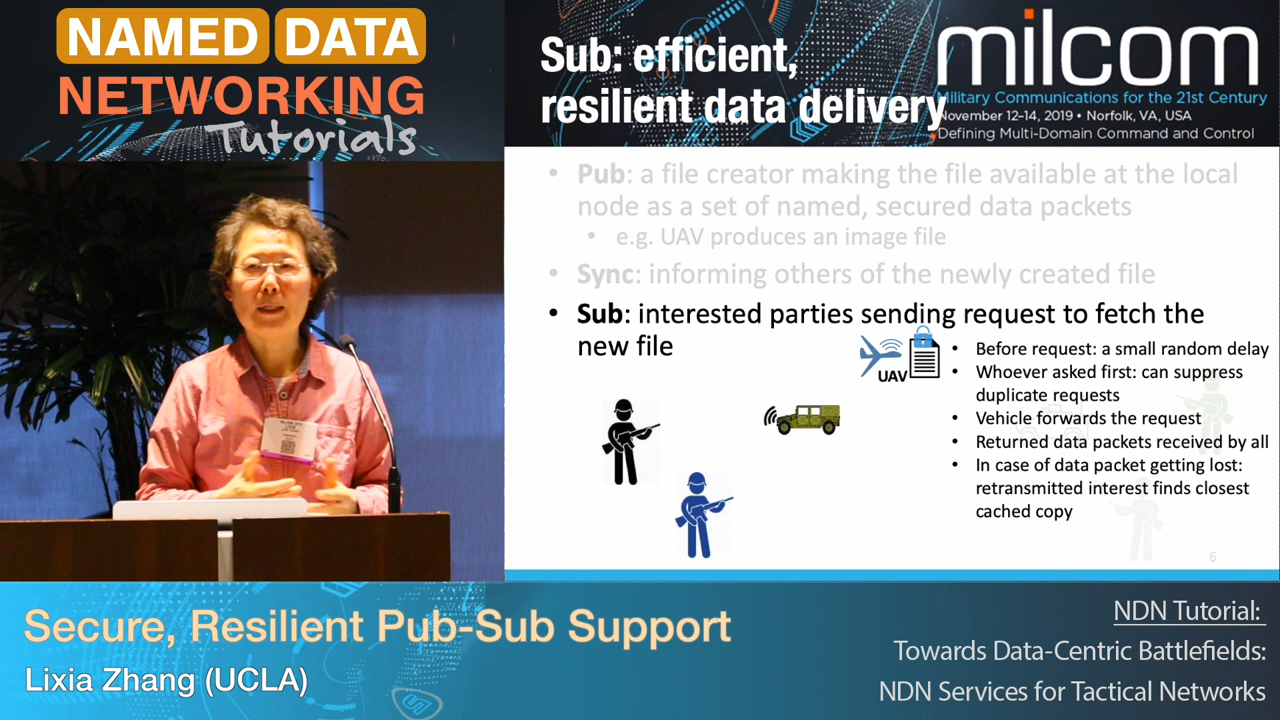 NAMED DATA
NETWORKING
Tutorials
Sub: efficient,
resilient data delivery
milcom
Military Communications for the 21st Century
November 12-14, 2019 • Norfolk, VA, USA
Defining Multi-Domain Command and Control
• Pub: a file creator making the file available at the local
node as a set of named, secured data packets
• e.g. UAV produces an image file
• Sync: informing others of the newly created file
• Sub: interested parties sending request to fetch the
new file
UAV
• Before request: a small random delay
• Whoever asked first: can suppress
duplicate requests
• Vehicle forwards the request
• Returned data packets received by all
• In case of data packet getting lost:
retransmitted interest finds closest
cached copy
6
Secure, Resilient Pub-Sub Support
Lixia Zhang (UCLA)
NDN Tutorial:
Towards Data-Centric Battlefields:
NDN Services for Tactical Networks